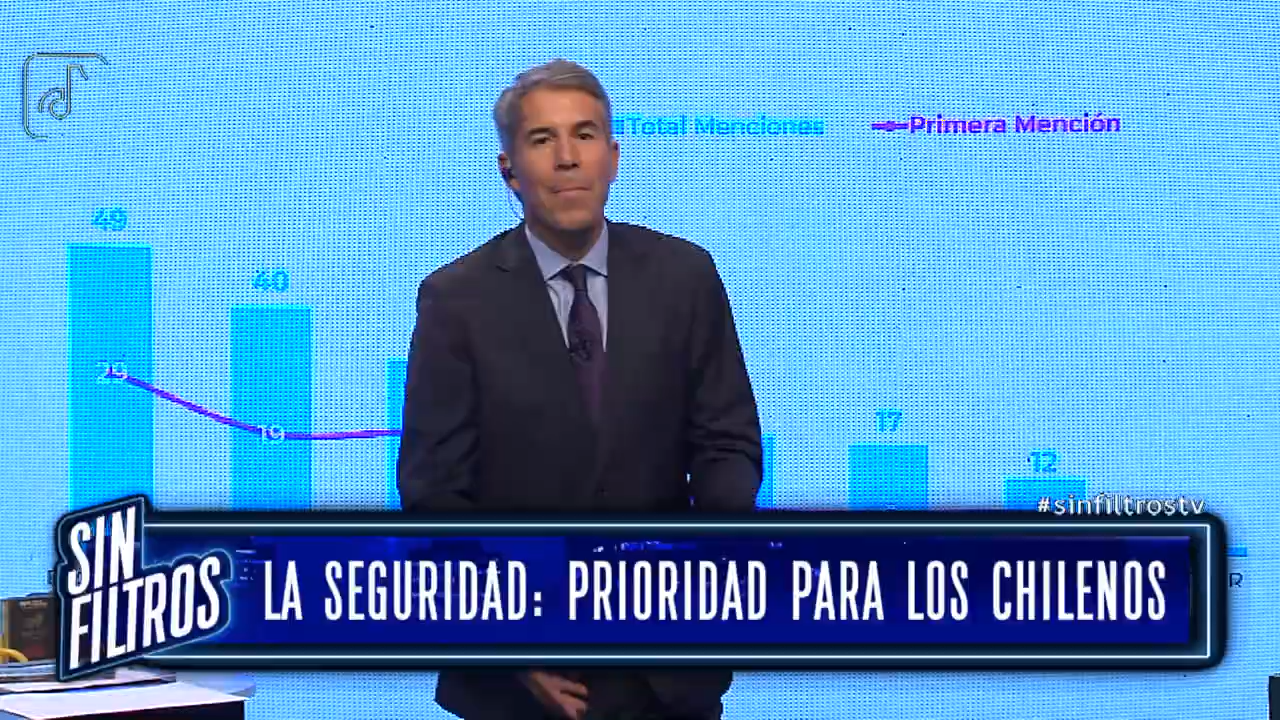 Total Menciones
Primera Mención
49
40
29
19
17
12
#sinfiltrostv
SIN
FILTROS
LA SEGURIDAD: PRIORIDAD PARA LOS CHILENOS
R